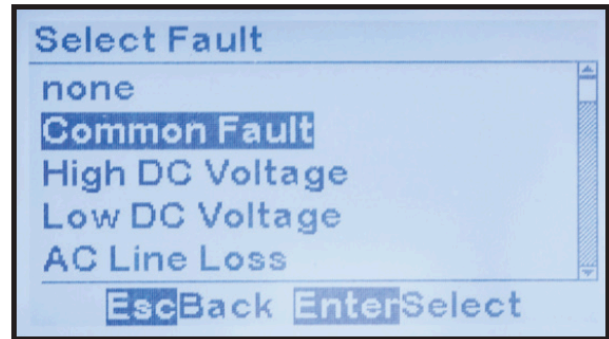 Select Fault
none
Common Fault
High DC Voltage
Low DC Voltage
AC Line Loss
EscBack EnterSelect